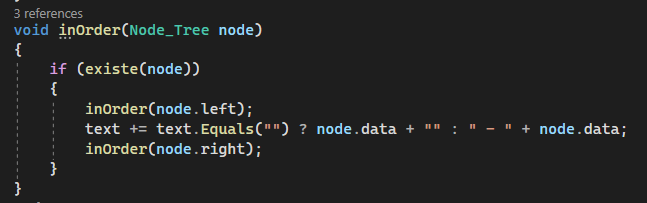 3 references
void inOrder(Node_Tree node)
{
if (existe(node))
{
inOrder(node.left);
text += text.Equals("") ? node.data + "" : " - " + node.data;
inOrder(node.right);
}
}